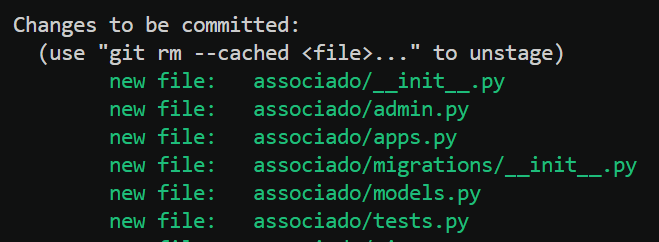 Changes to be committed:
(use "git rm --cached <file>..." to unstage)
new file: associado/__init__.py
new file: associado/admin.py
new file: associado/apps.py
new file: associado/migrations/__init__.py
new file: associado/models.py
new file: associado/tests.py